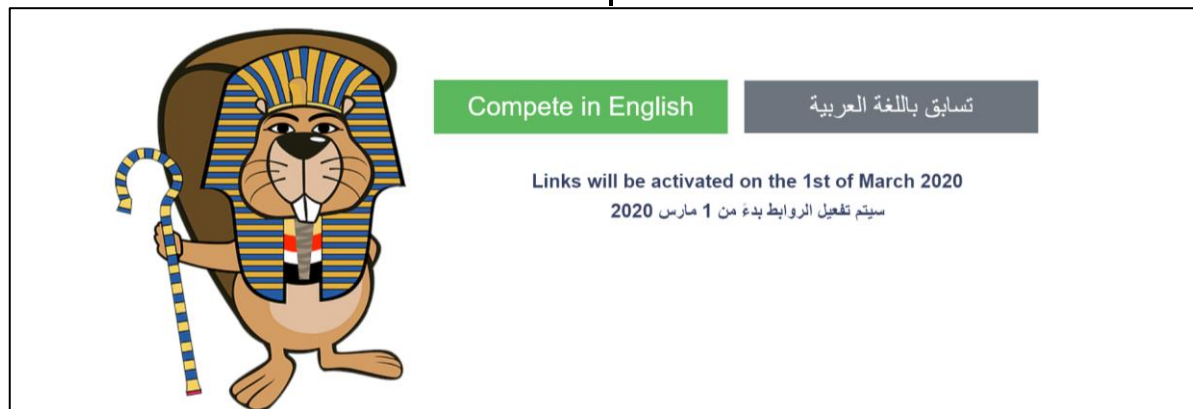 Compete in English
تسابق باللغة العربية
Links will be activated on the 1st of March 2020
سيتم تفعيل الروابط بدءَ من 1 مارس 2020